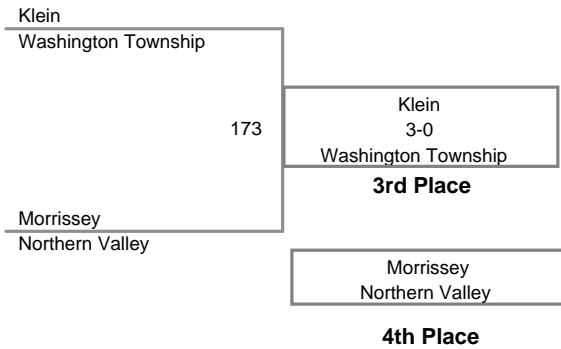 Klein
Washington Township
173
Klein
3-0
Washington Township
3rd Place
Morrissey
Northern Valley
Morrissey
Northern Valley
4th Place